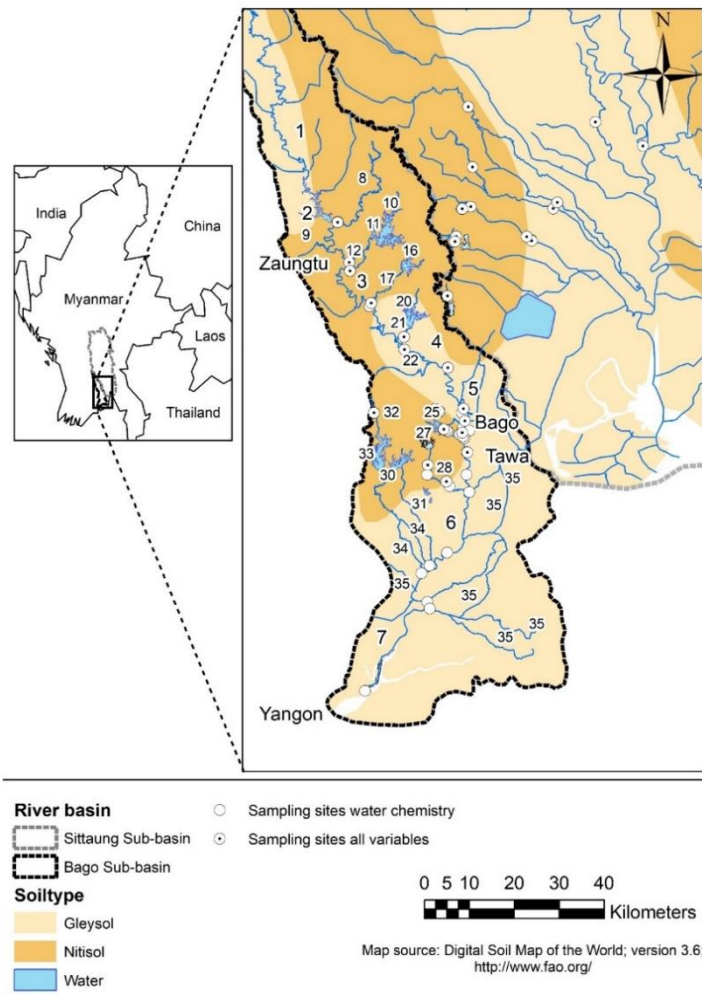 N
1
8
India
China
10
2
11
9
12
16
Zaungtu
3
17
Myanmar
20
Laos
21
4
22
Thailand
5
32
25
Bago
27
33
Tawa
30
28
35
31
35
6
34
34
35
35
35
7
35
Yangon
River basin
Sittaung Sub-basin
Bago Sub-basin
Soiltype
Gleysol
Nitisol
Water
Sampling sites water chemistry
Sampling sites all variables
0 5 10 20 30 40
Kilometers
Map source: Digital Soil Map of the World; version 3.6;
http://www.fao.org/